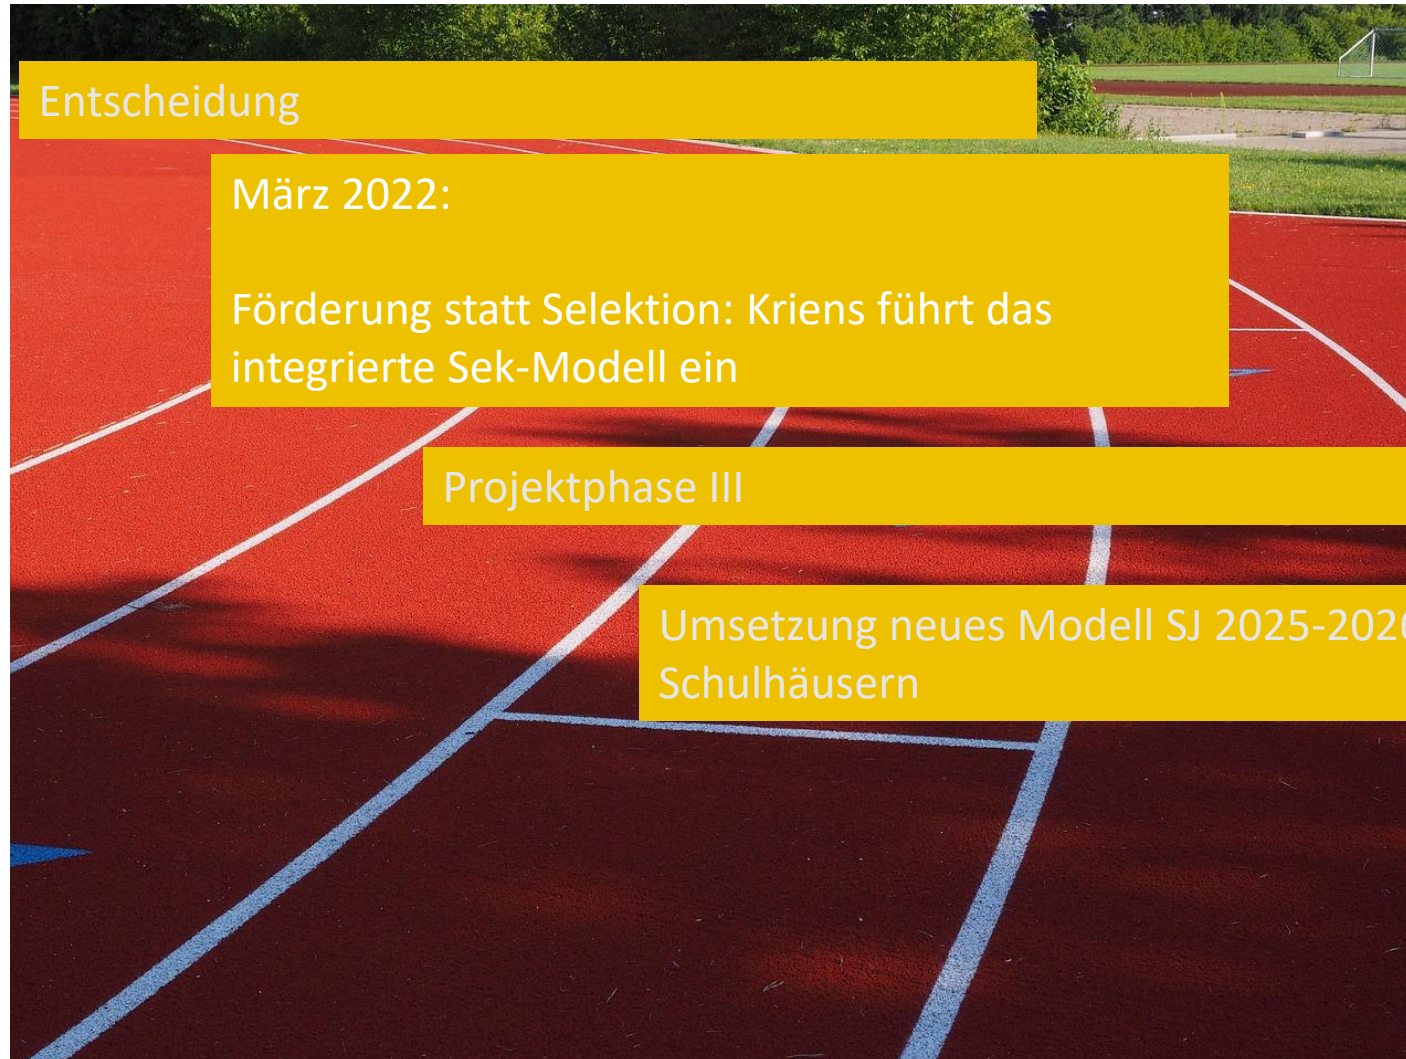 Entscheidung
März 2022:
Förderung statt Selektion: Kriens führt das
integrierte Sek-Modell ein
Projektphase III
Umsetzung neues Modell SJ 2025-202
Schulhäusern